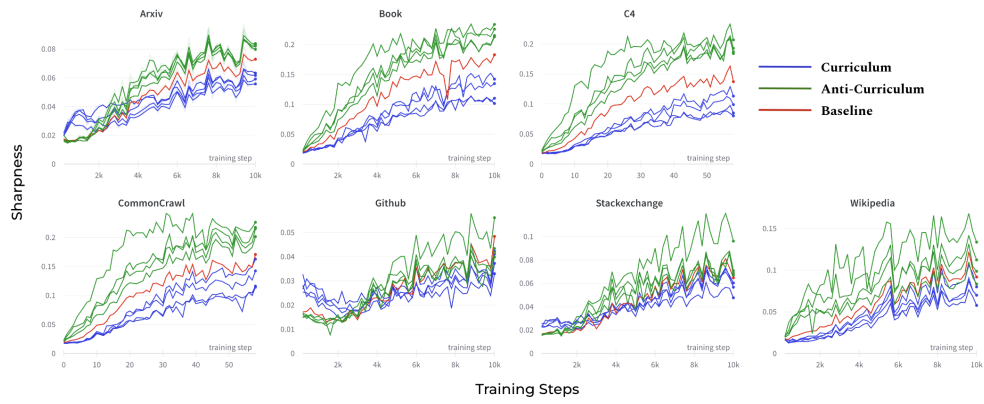 Arxiv
0.08
0.06
0.04
0.02
0
2k 4k 6k 8k 10k
training step
Book
0.2
0.15
0.1
0.05
0
2k 4k 6k 8k 10k
training step
C4
0.2
0.15
0.1
0.05
0
0 10 20 30 40 50
training step
Curriculum
Anti-Curriculum
Baseline
Sharpness
CommonCrawl
0.2
0.15
0.1
0.05
0
0 10 20 30 40 50
training step
Github
0.05
0.04
0.03
0.02
0.01
0
2k 4k 6k 8k 10k
training step
Stackexchange
0.1
0.08
0.06
0.04
0.02
0
2k 4k 6k 8k 10k
training step
Wikipedia
0.15
0.1
0.05
0
2k 4k 6k 8k 10k
training step
Training Steps